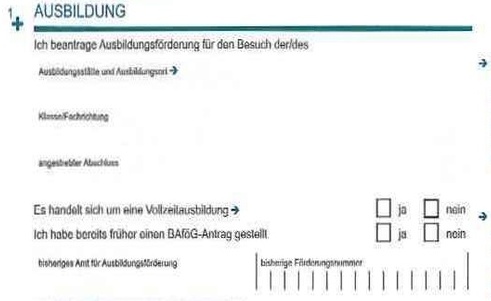 1 AUSBILDUNG
Ich beantrage Ausbildungsförderung für den Besuch der/des
Ausbildungsstätte und Ausbildungsort →
Klasse/Fachrichtung
angestrebter Abschluss
Es handelt sich um eine Vollzeitausbildung → ja nein
Ich habe bereits früher einen BAföG-Antrag gestellt ja nein
bisheriges Amt für Ausbildungsförderung bisherige Förderungsnummer